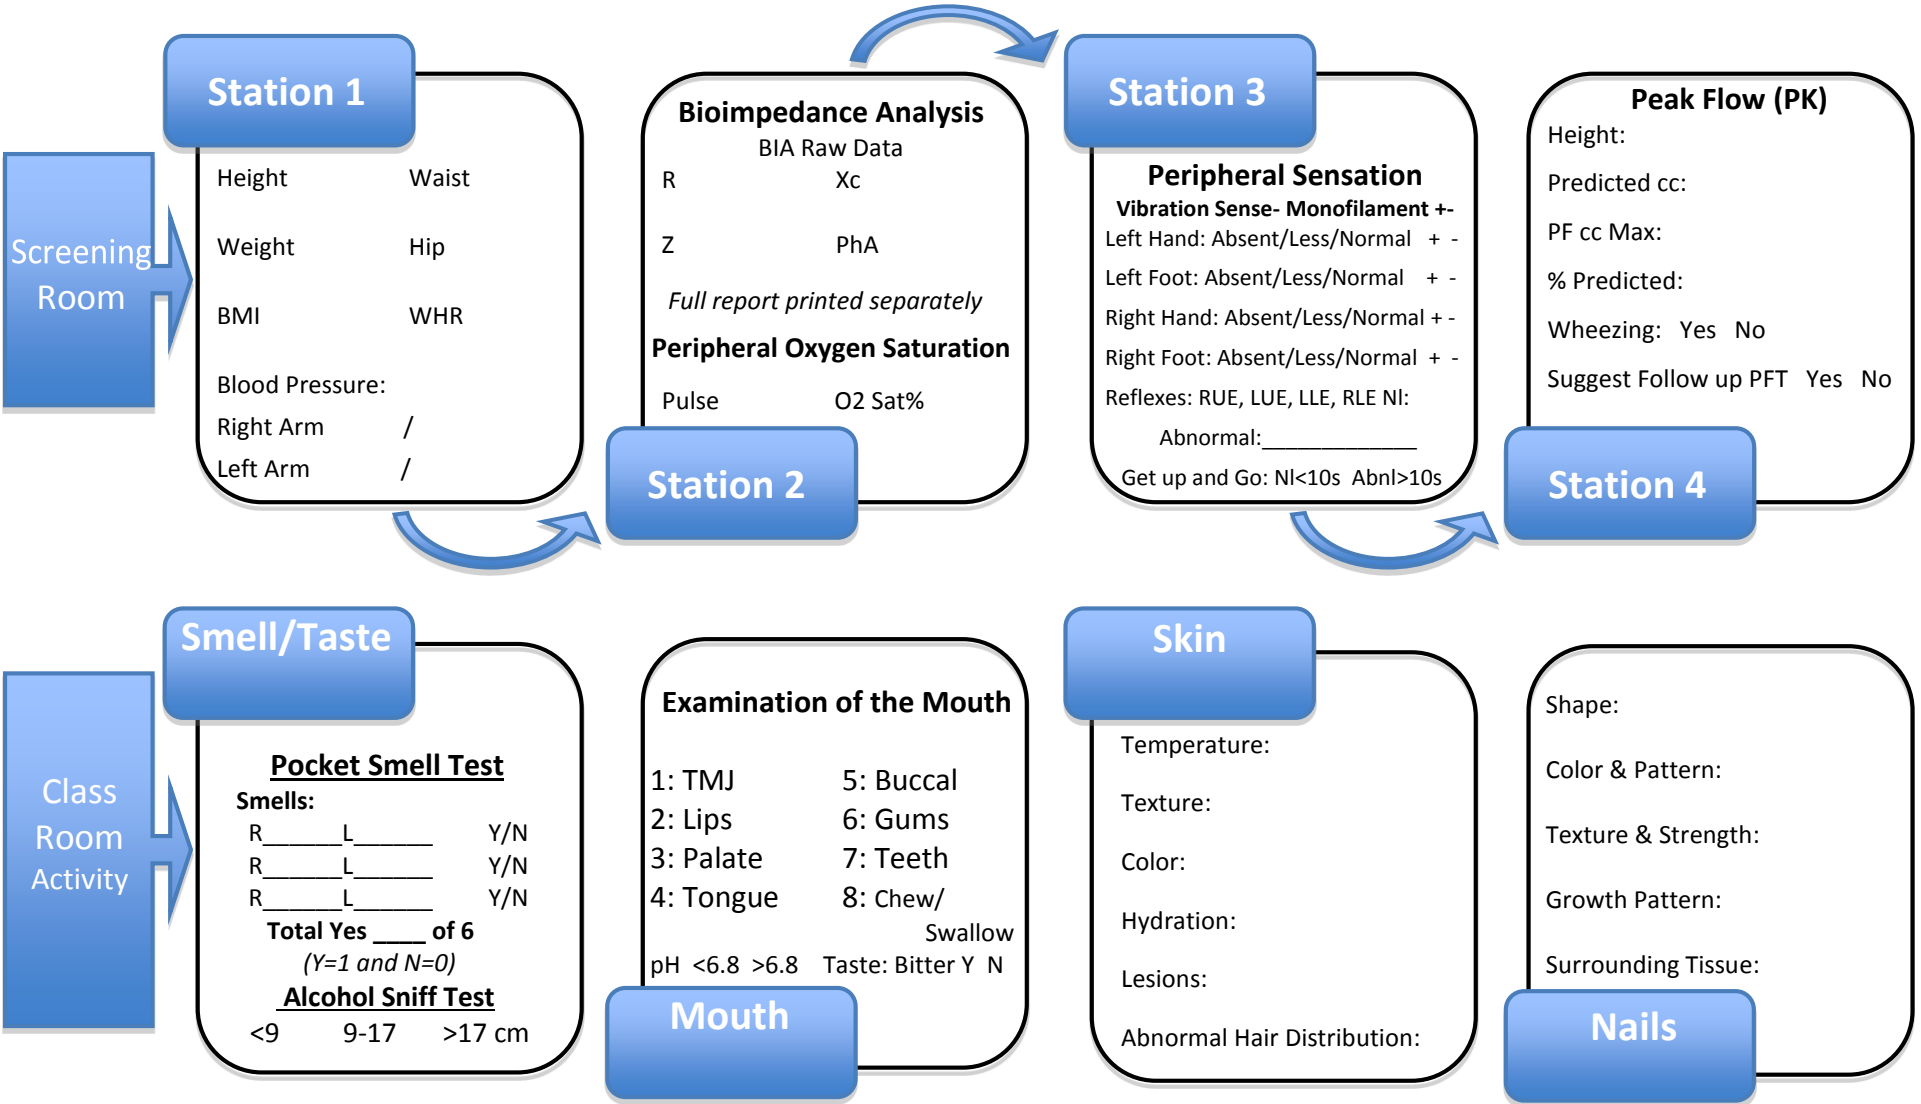 Screening
Room
Station 1
Height Waist
Weight Hip
BMI WHR
Blood Pressure:
Right Arm /
Left Arm /
Bioimpedance Analysis
BIA Raw Data
R Xc
Z PhA
Full report printed separately
Peripheral Oxygen Saturation
Pulse O2 Sat%
Station 2
Station 3
Peripheral Sensation
Vibration Sense- Monofilament +-
Left Hand: Absent/Less/Normal + -
Left Foot: Absent/Less/Normal + -
Right Hand: Absent/Less/Normal + -
Right Foot: Absent/Less/Normal + -
Reflexes: RUE, LUE, LLE, RLE Nl:
Abnormal:_____________
Get up and Go: Nl<10s Abnl>10s
Peak Flow (PK)
Height:
Predicted cc:
PF cc Max:
% Predicted:
Wheezing: Yes No
Suggest Follow up PFT Yes No
Station 4
Class
Room
Activity
Smell/Taste
Pocket Smell Test
Smells:
R______L______ Y/N
R______L______ Y/N
R______L______ Y/N
Total Yes ____ of 6
(Y=1 and N=0)
Alcohol Sniff Test
<9 9-17 >17 cm
Examination of the Mouth
1: TMJ 5: Buccal
2: Lips 6: Gums
3: Palate 7: Teeth
4: Tongue 8: Chew/
Swallow
pH <6.8 >6.8 Taste: Bitter Y N
Mouth
Skin
Temperature:
Texture:
Color:
Hydration:
Lesions:
Abnormal Hair Distribution:
Shape:
Color & Pattern:
Texture & Strength:
Growth Pattern:
Surrounding Tissue:
Nails